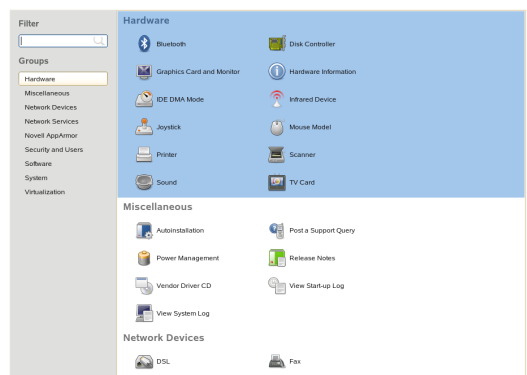 Filter
Groups
Hardware
Miscellaneous
Network Devices
Network Services
Novell AppArmor
Security and Users
Software
System
Virtualization
Hardware
Bluetooth
Disk Controller
Graphics Card and Monitor
Hardware Information
IDE DMA Mode
Infrared Device
Joystick
Mouse Model
Printer
Scanner
Sound
TV Card
Miscellaneous
Autoinstallation
Post a Support Query
Power Management
Release Notes
Vendor Driver CD
View Start-up Log
View System Log
Network Devices
DSL
Fax